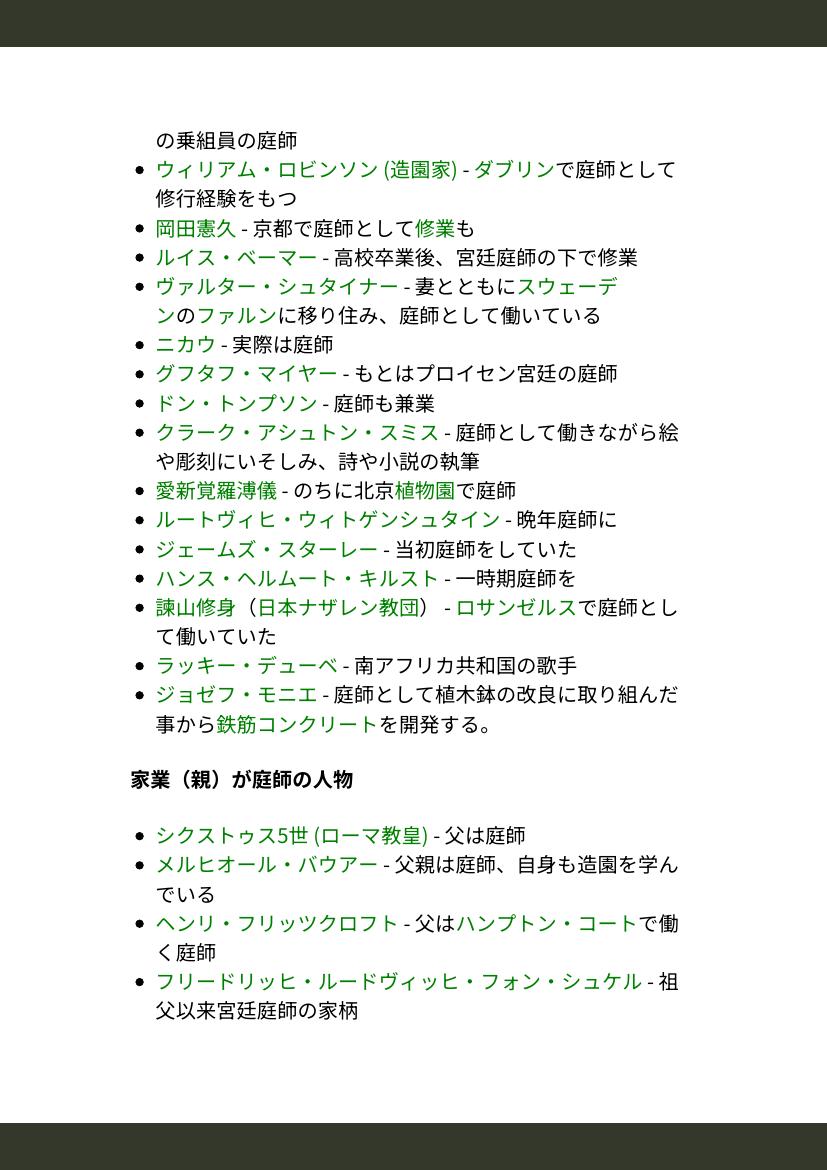 の乗組員の庭師
• ウィリアム・ロビンソン (造園家) - ダブリンで庭師として
修行経験をもつ
• 岡田憲久 - 京都で庭師として修業も
• ルイス・ベーマー - 高校卒業後、宮廷庭師の下で修業
• ヴァルター・シュタイナー - 妻とともにスウェーデ
ンのファルンに移り住み、庭師として働いている
• ニカウ - 実際は庭師
• グフタフ・マイヤー - もとはプロイセン宮廷の庭師
• ドン・トンプソン - 庭師も兼業
• クラーク・アシュトン・スミス - 庭師として働きながら絵
や彫刻にいそしみ、詩や小説の執筆
• 愛新覚羅溥儀 - のちに北京植物園で庭師
• ルートヴィヒ・ウィトゲンシュタイン - 晩年庭師に
• ジェームズ・スターレー - 当初庭師をしていた
• ハンス・ヘルムート・キルスト - 一時期庭師を
• 諫山修身（日本ナザレン教団） - ロサンゼルスで庭師とし
て働いていた
• ラッキー・デューベ - 南アフリカ共和国の歌手
• ジョゼフ・モニエ - 庭師として植木鉢の改良に取り組んだ
事から鉄筋コンクリートを開発する。
家業（親）が庭師の人物
• シクストゥス5世 (ローマ教皇) - 父は庭師
• メルヒオール・バウアー - 父親は庭師、自身も造園を学ん
でいる
• ヘンリ・フリッツクロフト - 父はハンプトン・コートで働
く庭師
• フリードリッヒ・ルードヴィッヒ・フォン・シュケル - 祖
父以来宮廷庭師の家柄